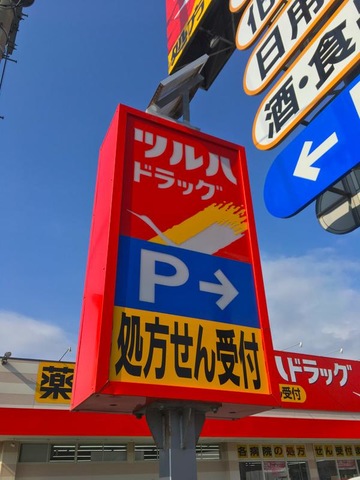 日用
酒・食
ツルハ
ドラッグ
P→
処方せん受付
薬
ハドラッグ
受付
各病院の処方せん受付